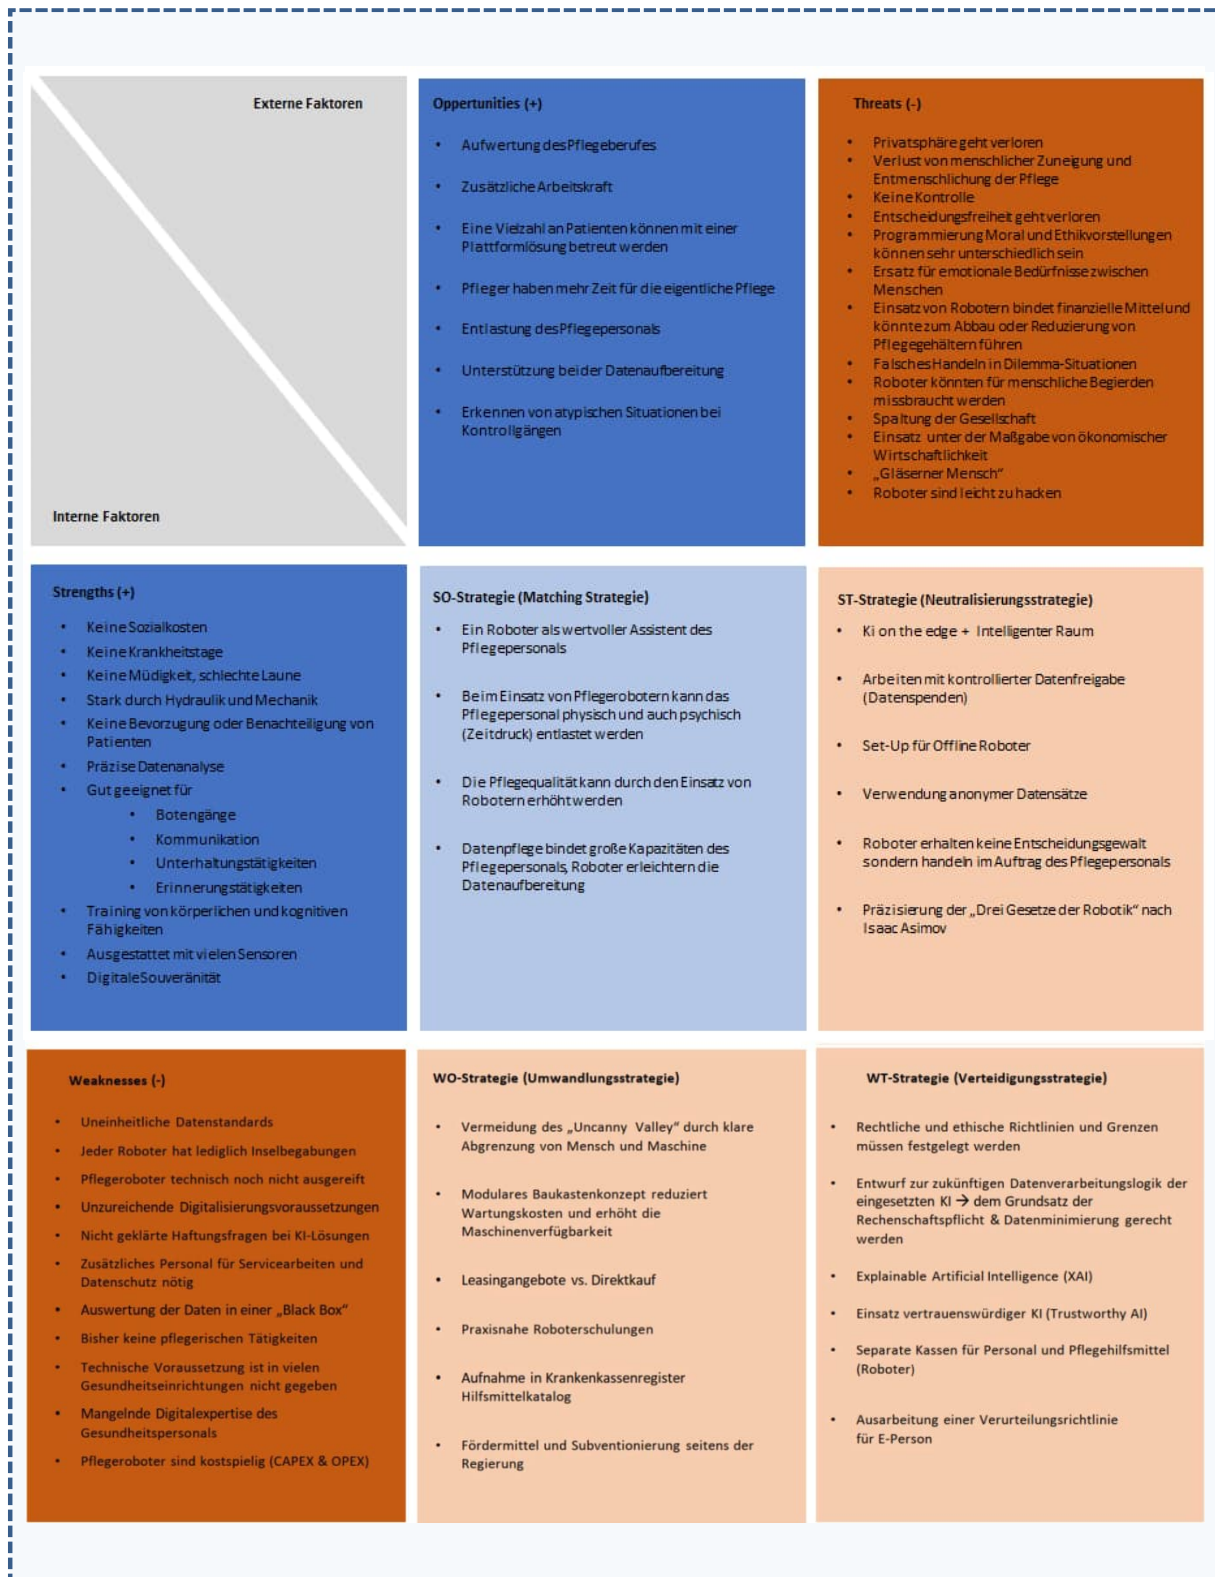 Externe Faktoren
Interne Faktoren
Oppertunities (+)
• Aufwertung des Pflegeberufes
• Zusätzliche Arbeitskraft
• Eine Vielzahl an Patienten können mit einer
Plattformlösung betreut werden
• Pfleger haben mehr Zeit für die eigentliche Pflege
• Entlastung des Pflegepersonals
• Unterstützung bei der Datenaufbereitung
• Erkennen von atypischen Situationen bei
Kontrollgängen
Threats (-)
• Privatsphäre geht verloren
• Verlust von menschlicher Zuneigung und
Entmenschlichung der Pflege
• Keine Kontrolle
• Entscheidungsfreiheit geht verloren
• Programmierung Moral und Ethikvorstellungen
können sehr unterschiedlich sein
• Ersatz für emotionale Bedürfnisse zwischen
Menschen
• Einsatz von Robotern bindet finanzielle Mittel und
könnte zum Abbau oder Reduzierung von
Pflegegehältern führen
• Falsches Handeln in Dilemma-Situationen
• Roboter könnten für menschliche Begierden
missbraucht werden
• Spaltung der Gesellschaft
• Einsatz unter der Maßgabe von ökonomischer
Wirtschaftlichkeit
• „Gläserner Mensch“
• Roboter sind leicht zu hacken
Strengths (+)
• Keine Sozialkosten
• Keine Krankheitstage
• Keine Müdigkeit, schlechte Laune
• Stark durch Hydraulik und Mechanik
• Keine Bevorzugung oder Benachteiligung von
Patienten
• Präzise Datenanalyse
• Gut geeignet für
• Botengänge
• Kommunikation
• Unterhaltungstätigkeiten
• Erinnerungstätigkeiten
• Training von körperlichen und kognitiven
Fähigkeiten
• Ausgestattet mit vielen Sensoren
• Digitale Souveränität
SO-Strategie (Matching Strategie)
• Ein Roboter als wertvoller Assistent des
Pflegepersonals
• Beim Einsatz von Pflegerobotern kann das
Pflegepersonal physisch und auch psychisch
(Zeitdruck) entlastet werden
• Die Pflegequalität kann durch den Einsatz von
Robotern erhöht werden
• Datenpflege bindet große Kapazitäten des
Pflegepersonals, Roboter erleichtern die
Datenaufbereitung
ST-Strategie (Neutralisierungsstrategie)
• Ki on the edge + Intelligenter Raum
• Arbeiten mit kontrollierter Datenfreigabe
(Datenspenden)
• Set-Up für Offline Roboter
• Verwendung anonymer Datensätze
• Roboter erhalten keine Entscheidungsgewalt
sondern handeln im Auftrag des Pflegepersonals
• Präzisierung der „Drei Gesetze der Robotik“ nach
Isaac Asimov
Weaknesses (-)
• Uneinheitliche Datenstandards
• Jeder Roboter hat lediglich Inselbegabungen
• Pflegeroboter technisch noch nicht ausgereift
• Unzureichende Digitalisierungsvoraussetzungen
• Nicht geklärte Haftungsfragen bei KI-Lösungen
• Zusätzliches Personal für Servicearbeiten und
Datenschutz nötig
• Auswertung der Daten in einer „Black Box“
• Bisher keine pflegerischen Tätigkeiten
• Technische Voraussetzung ist in vielen
Gesundheitseinrichtungen nicht gegeben
• Mangelnde Digitalexpertise des
Gesundheitspersonals
• Pflegeroboter sind kostspielig (CAPEX & OPEX)
WO-Strategie (Umwandlungsstrategie)
• Vermeidung des „Uncanny Valley“ durch klare
Abgrenzung von Mensch und Maschine
• Modulares Baukastenkonzept reduziert
Wartungskosten und erhöht die
Maschinenverfügbarkeit
• Leasingangebote vs. Direktkauf
• Praxisnahe Roboterschulungen
• Aufnahme in Krankenkassenregister
Hilfsmittelkatalog
• Fördermittel und Subventionierung seitens der
Regierung
WT-Strategie (Verteidigungsstrategie)
• Rechtliche und ethische Richtlinien und Grenzen
müssen festgelegt werden
• Entwurf zur zukünftigen Datenverarbeitungslogik der
eingesetzten KI → dem Grundsatz der
Rechenschaftspflicht & Datenminimierung gerecht
werden
• Explainable Artificial Intelligence (XAI)
• Einsatz vertrauenswürdiger KI (Trustworthy AI)
• Separate Kassen für Personal und Pflegehilfsmittel
(Roboter)
• Ausarbeitung einer Verurteilungsrichtlinie
für E-Person